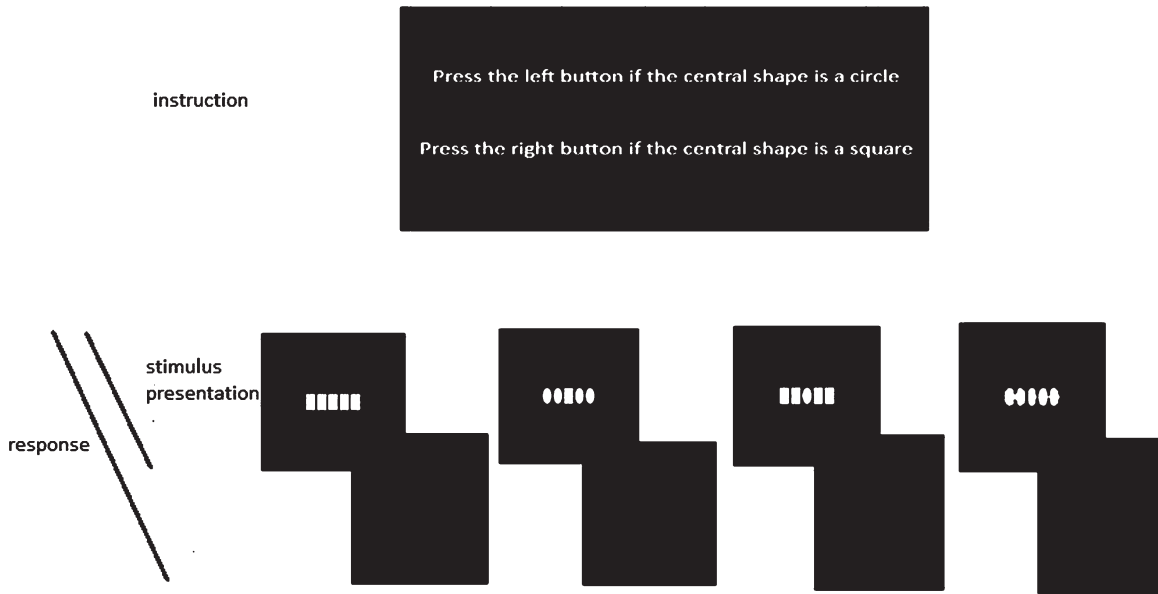 Press the left button if the central shape is a circle
instruction
Press the right button if the central shape is a square
stimulus
presentation
response